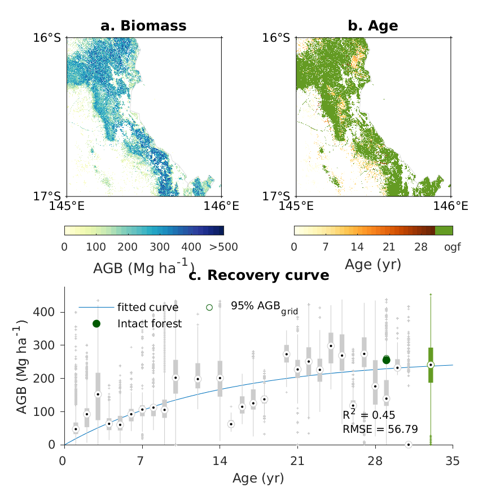 a. Biomass
b. Age
16°S
17°S
145°E
146°E
16°S
17°S
145°E
146°E
0 100 200 300 400 >500
AGB (Mg ha-1)
0 7 14 21 28 ogf
Age (yr)
c. Recovery curve
AGB (Mg ha-1)
400
300
200
100
0
fitted curve
Intact forest
95% AGBgrid
R2 = 0.45
RMSE = 56.79
0 7 14 21 28 35
Age (yr)